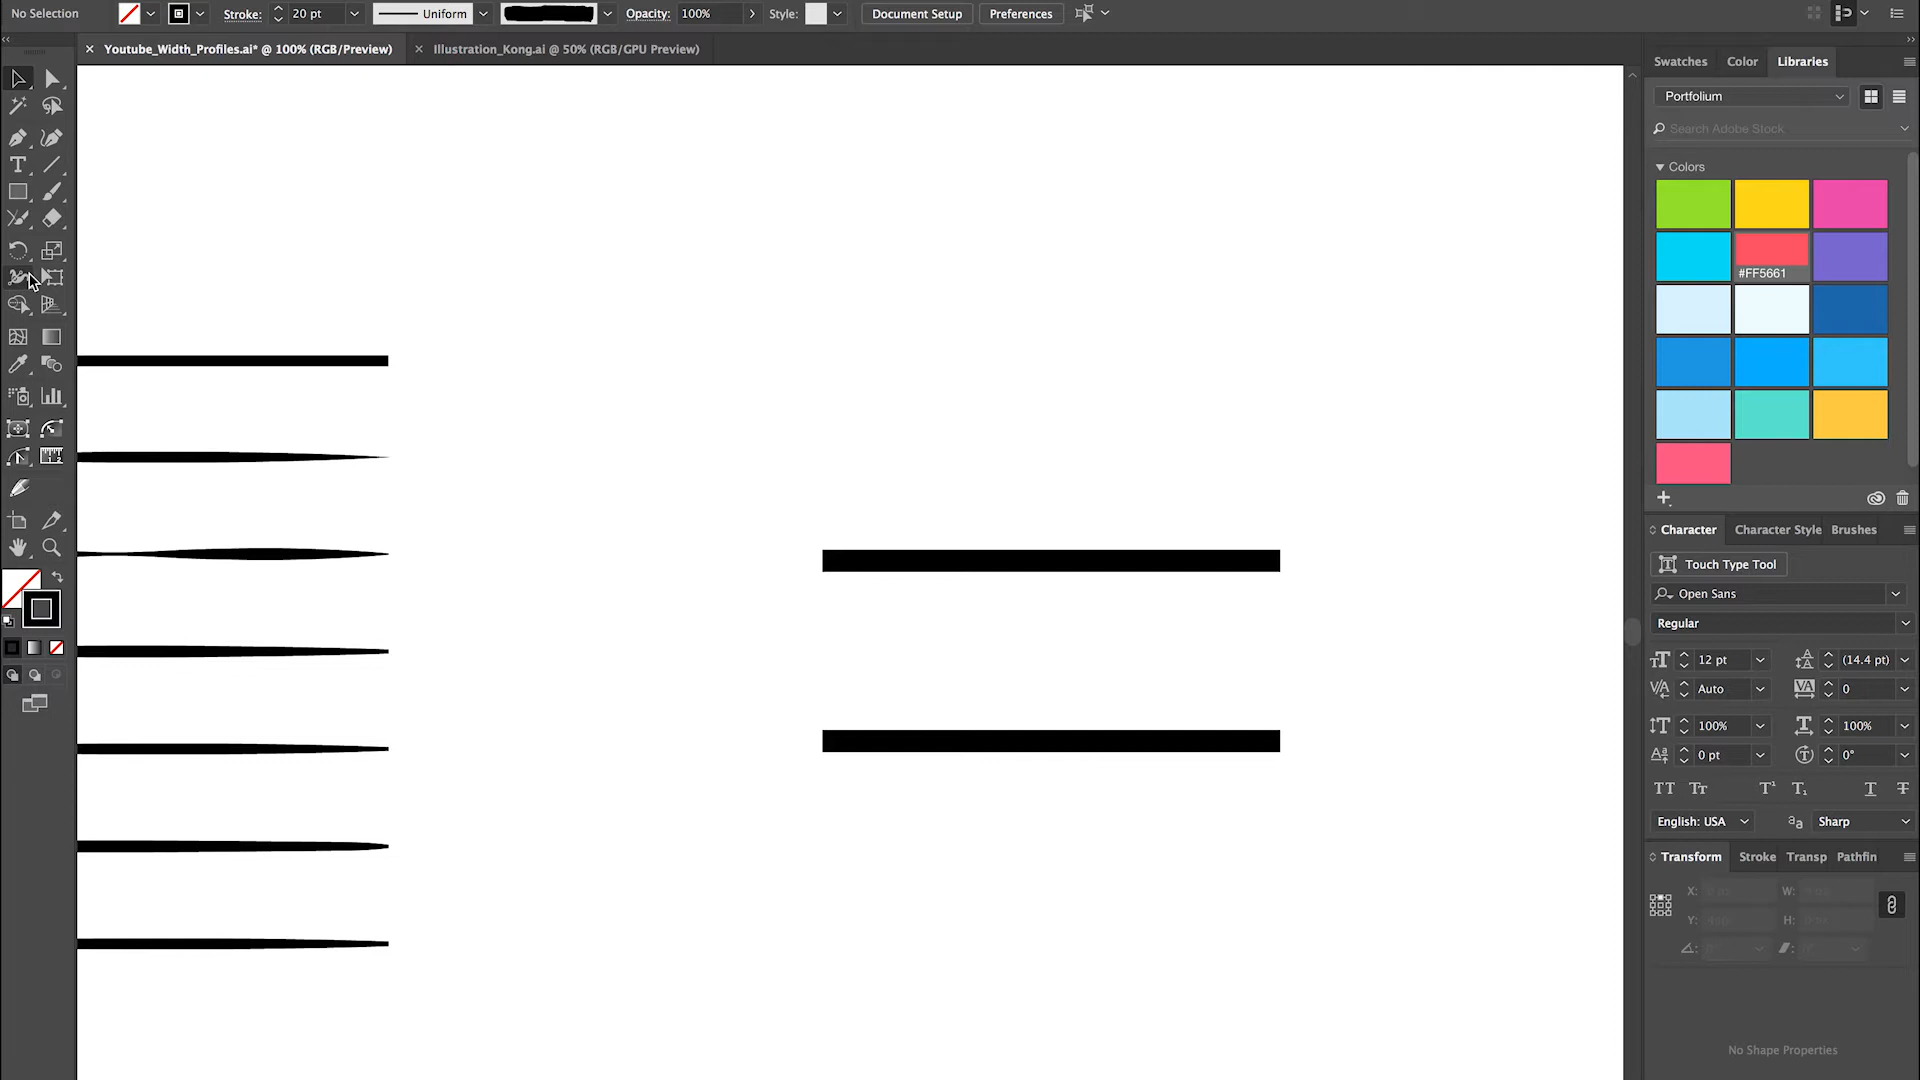 No Selection
Stroke: 20 pt
Uniform
Opacity: 100%
Style:
Document Setup
Preferences
Youtube_Width_Profiles.ai* @ 100% (RGB/Preview)
Illustration_Kong.ai @ 50% (RGB/GPU Preview)
Swatches Color Libraries
Portfolium
Search Adobe Stock
Colors
#FF5661
Character Character Style Brushes
Touch Type Tool
Open Sans
Regular
12 pt (14.4 pt)
Auto 0
100% 100%
0 pt 0°
English: USA Sharp
Transform Stroke Transp Pathfin
X: W:
Y: H:
No Shape Properties